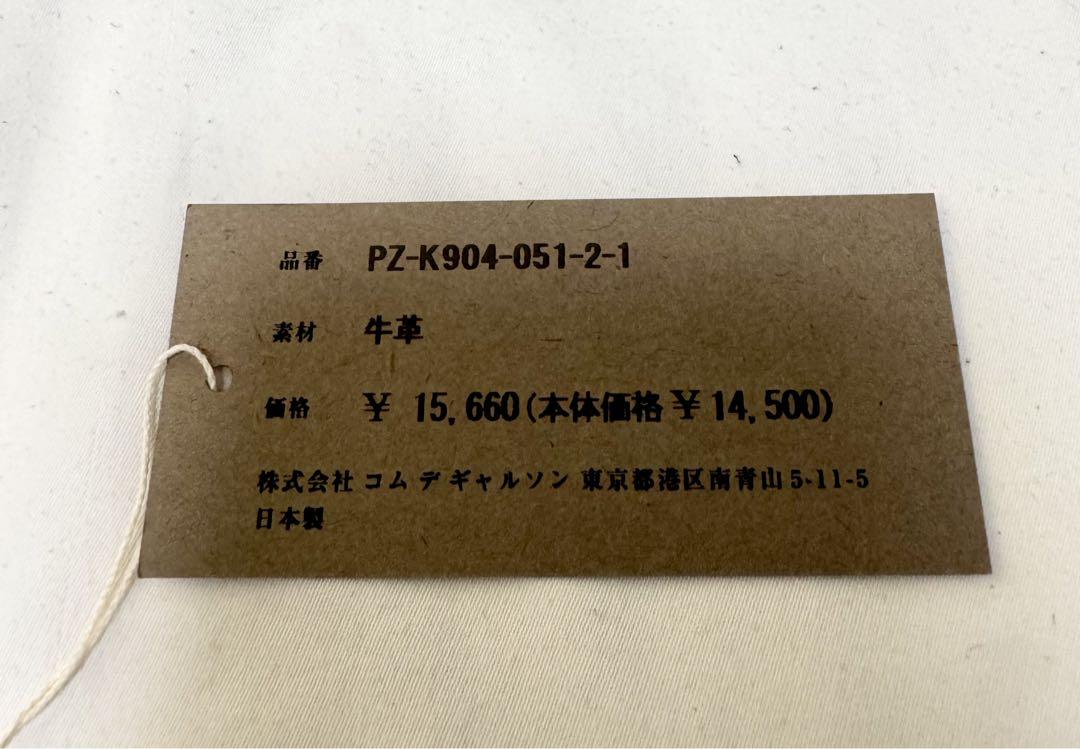 品番 PZ-K904-051-2-1
素材 牛革
価格 ¥ 15,660(本体価格¥14,500)
株式会社 コム デ ギャルソン 東京都港区南青山5-11-5
日本製